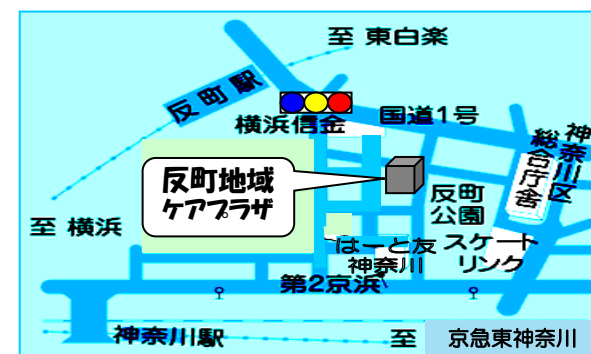 至 東白楽
反町駅
横浜信金
国道1号
神奈川区
総合庁舎
反町地域
ケアプラザ
反町
公園
至 横浜
はーと友
神奈川
スケート
リンク
第2京浜
神奈川駅
至
京急東神奈川